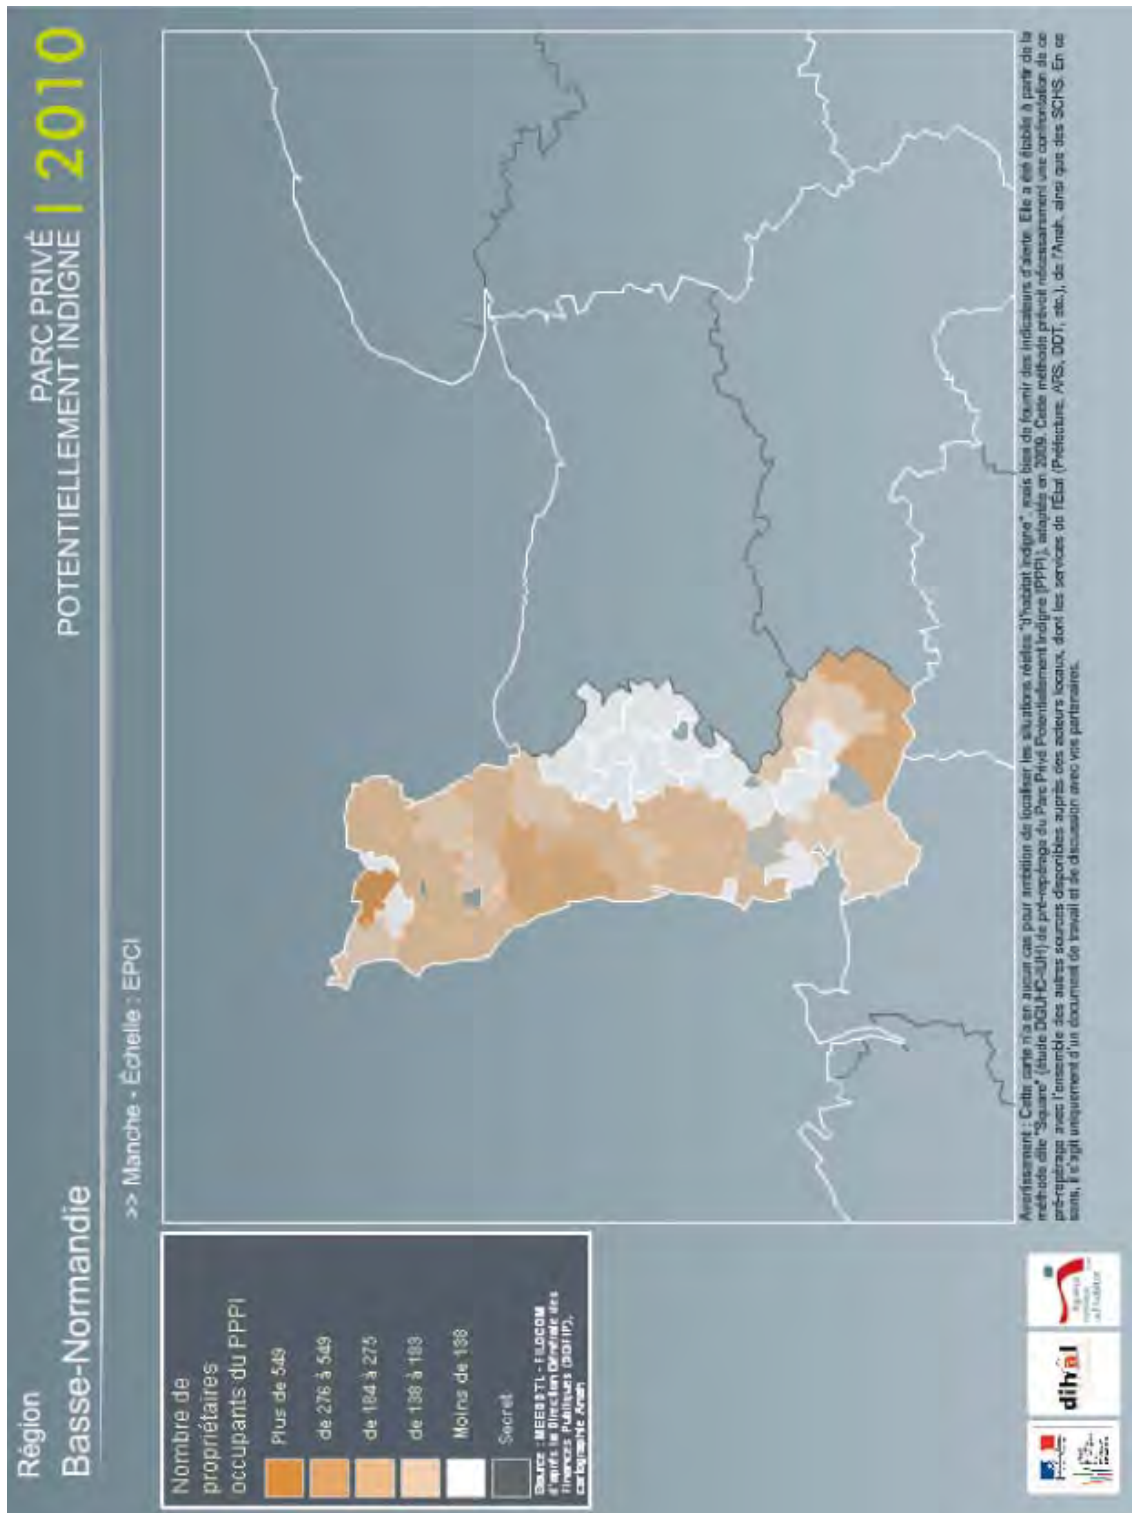 Région
Basse-Normandie
PARC PRIVÉ
POTENTIELLEMENT INDIGNE | 2010
>> Manche - Échelle : EPCI
Nombre de
propriétaires
occupants du PPPI
Plus de 549
de 276 à 549
de 184 à 275
de 138 à 183
Moins de 138
Secret
Source : MEEDDTL - FILOCOM
d'après la Direction Générale des
Finances Publiques (DGFIP),
cartographie Anah
Avertissement : Cette carte n'a en aucun cas pour ambition de localiser les situations réelles "d'habitat indigne", mais bien de fournir des indicateurs d'alerte. Elle a été établie à partir de la
méthode dite "Square" (étude DGUHC-IUH) de pré-repérage du Parc Privé Potentiellement Indigne (PPPI), adaptée en 2009. Cette méthode prévoit nécessairement une confrontation de ce
pré-repérage avec l'ensemble des autres sources disponibles auprès des acteurs locaux, dont les services de l'État (Préfecture, ARS, DDT, etc.), de l'Anah, ainsi que des SCHS. En ce
sens, il s'agit uniquement d'un document de travail et de discussion avec vos partenaires.
dihal